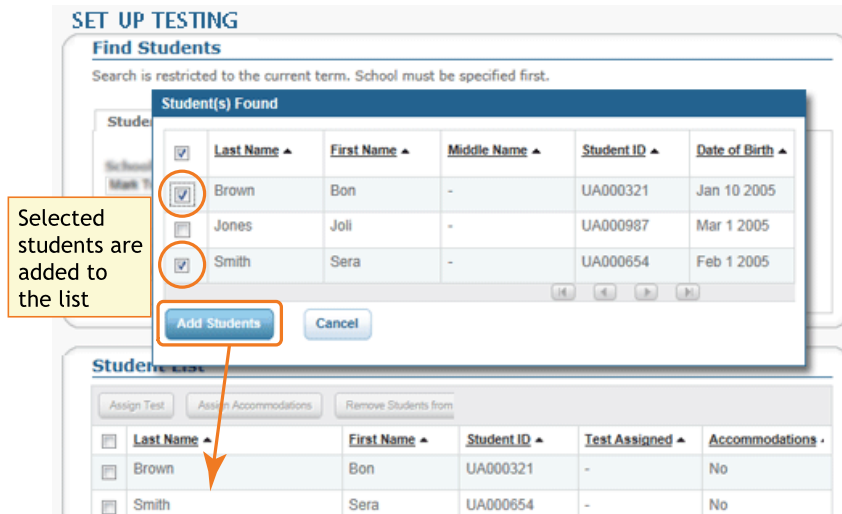 SET UP TESTING
Find Students
Search is restricted to the current term. School must be specified first.
Student(s) Found
Last Name First Name Middle Name Student ID Date of Birth
Brown Bon - UA000321 Jan 10 2005
Jones Joli - UA000987 Mar 1 2005
Smith Sera - UA000654 Feb 1 2005
Add Students Cancel
Selected
students are
added to
the list
Student List
Assign Test Assign Accommodations Remove Students from
Last Name First Name Student ID Test Assigned Accommodations
Brown Bon UA000321 - No
Smith Sera UA000654 - No